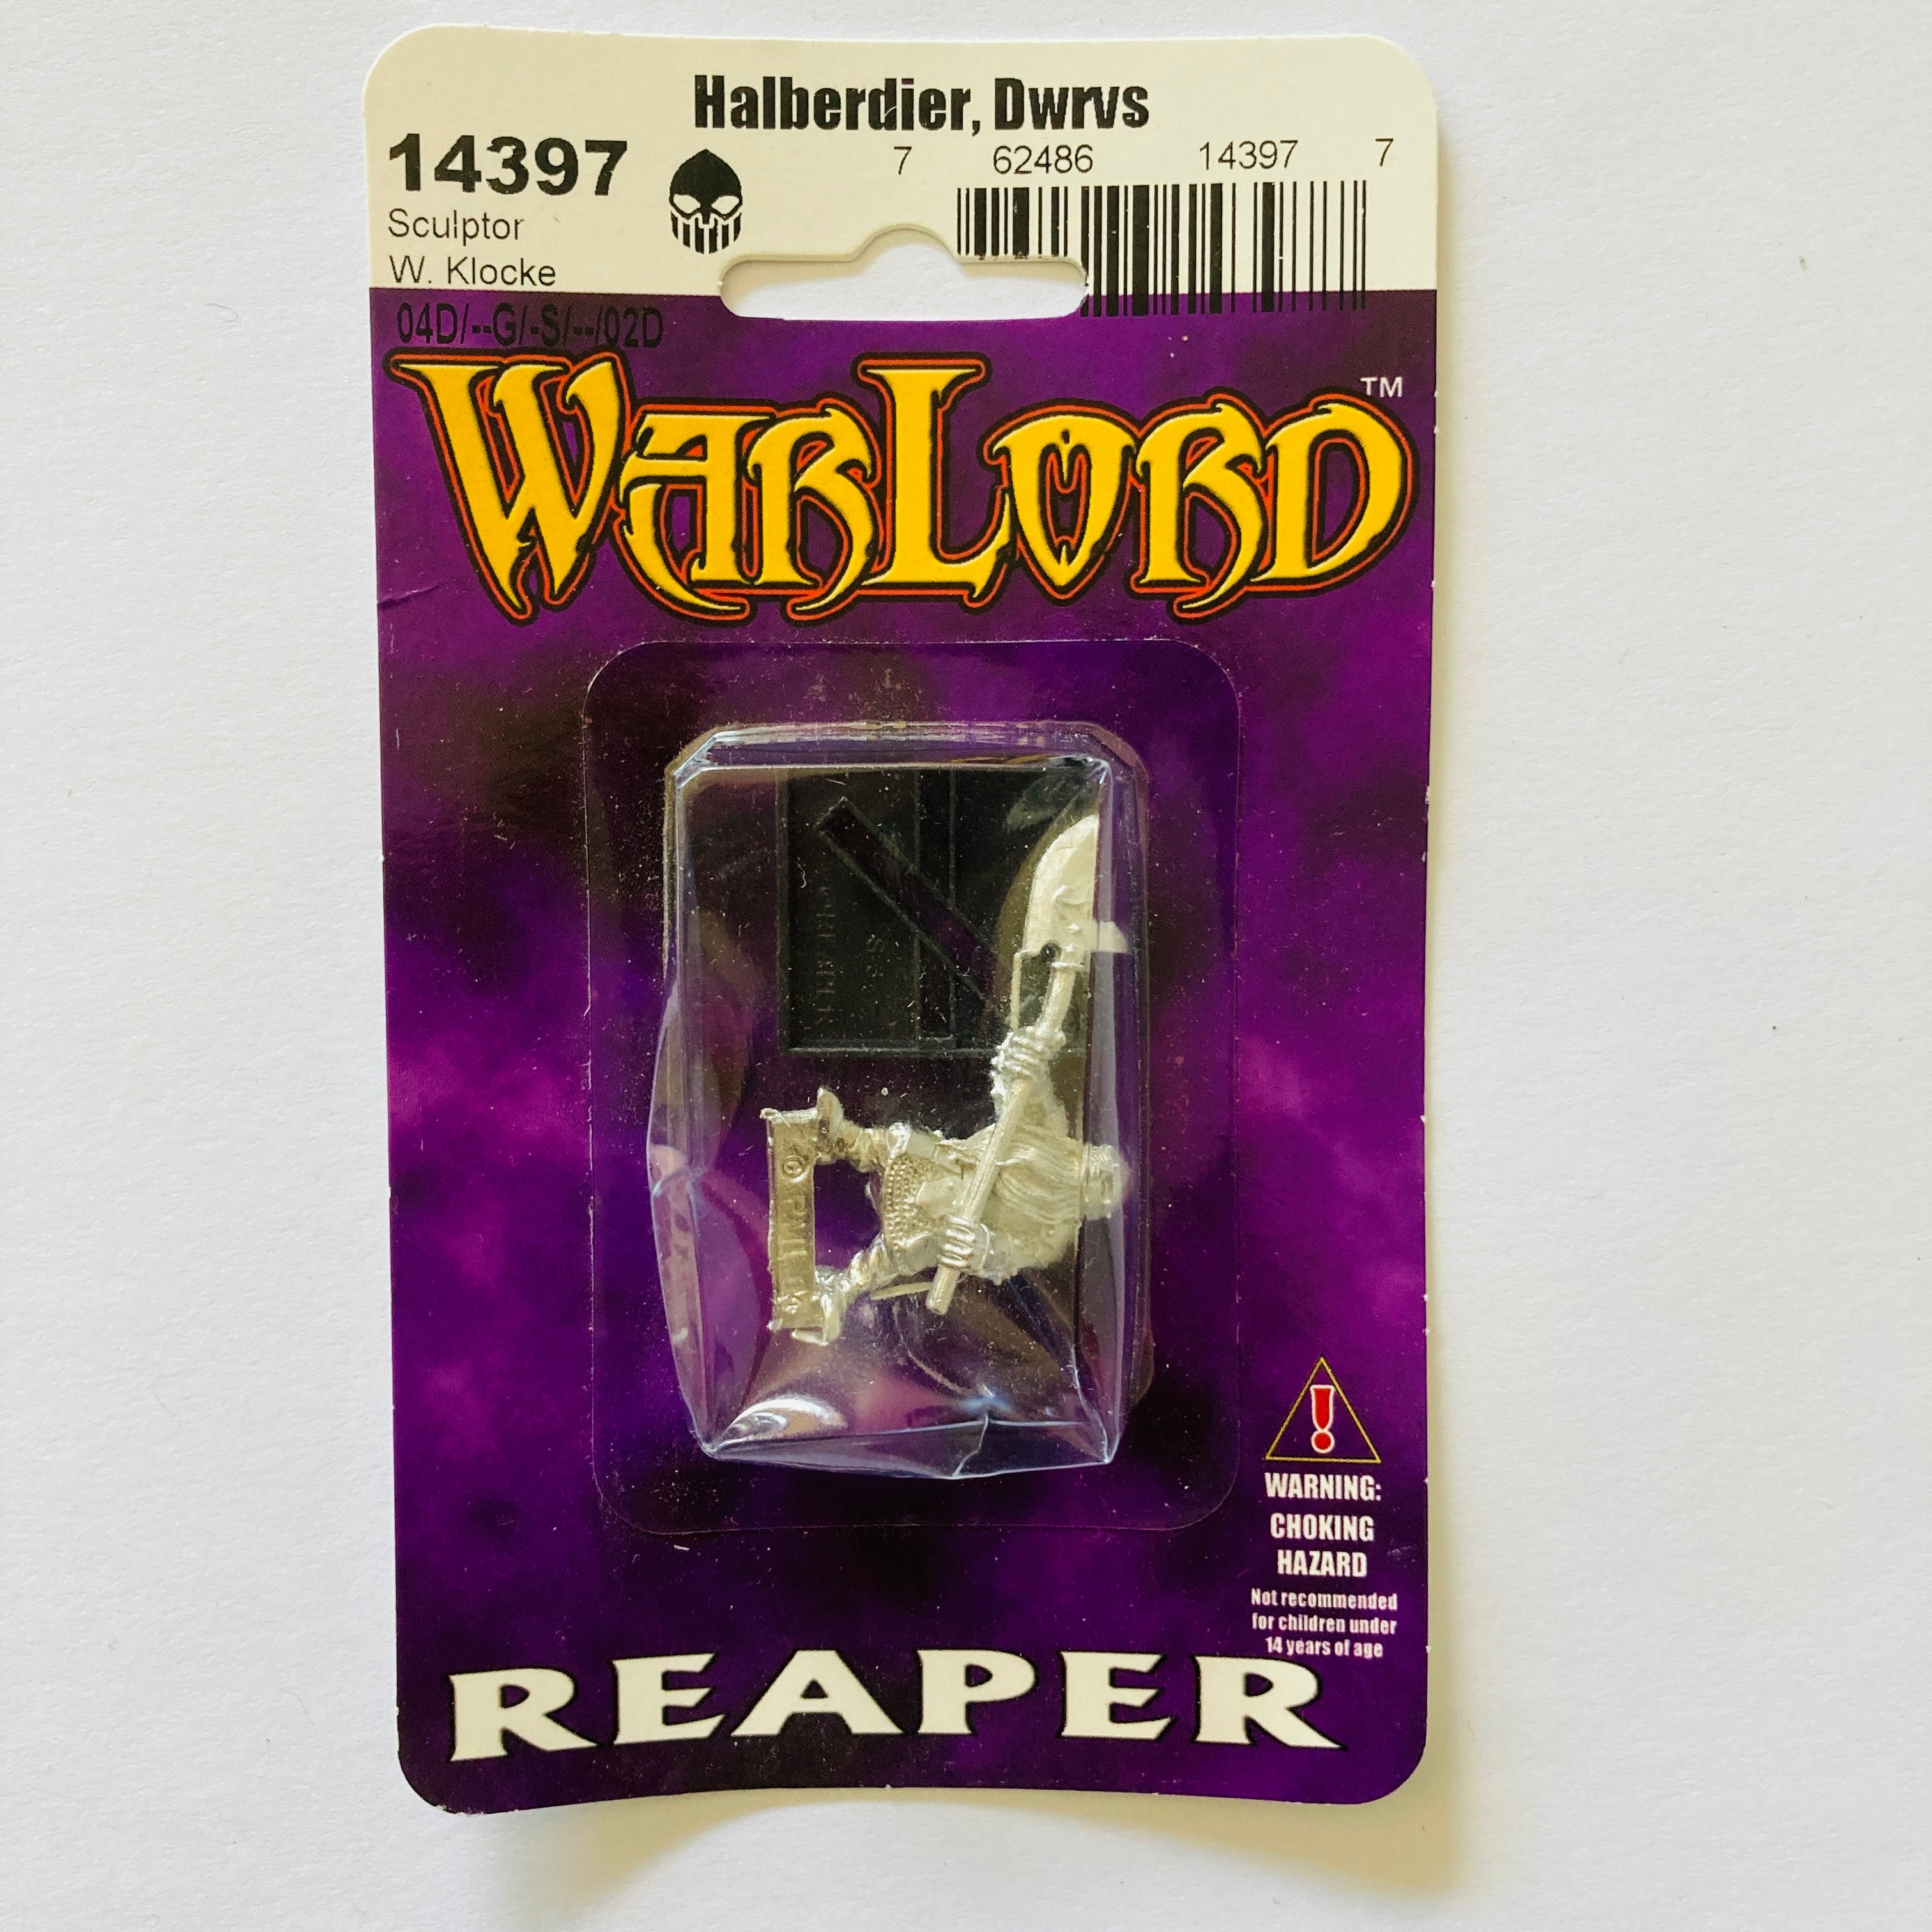 Halberdier, Dwrvs
14397
7 62486 14397 7
Sculptor
W. Klocke
04D/--G/-S/--/02D
WARLORD™
WARNING:
CHOKING
HAZARD
Not recommended
for children under
14 years of age
REAPER